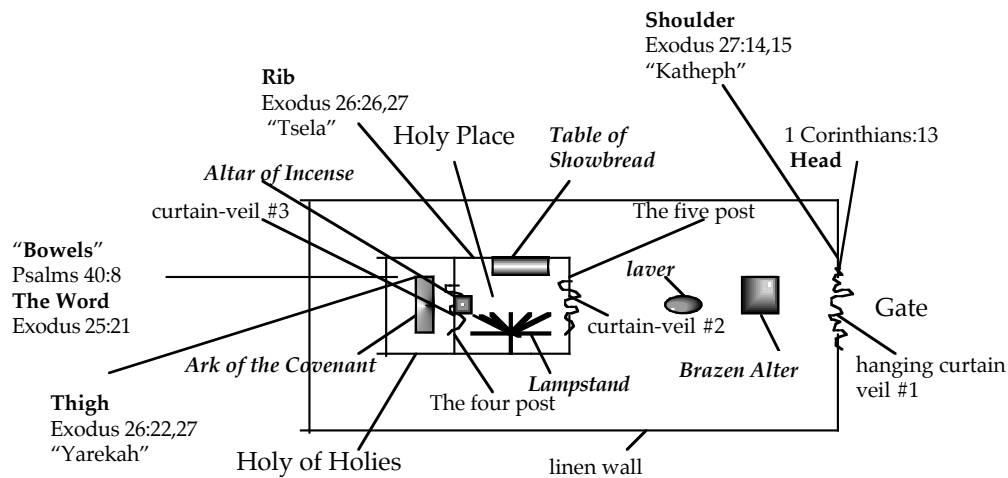 Shoulder
Exodus 27:14,15
“Katheph”
Rib
Exodus 26:26,27
“Tsela”
Holy Place
Table of
Showbread
1 Corinthians:13
Head
Altar of Incense
curtain-veil #3
The five post
“Bowels”
Psalms 40:8
The Word
Exodus 25:21
laver
Gate
curtain-veil #2
Ark of the Covenant
Lampstand
Brazen Alter
hanging curtain
veil #1
The four post
Thigh
Exodus 26:22,27
“Yarekah”
Holy of Holies
linen wall